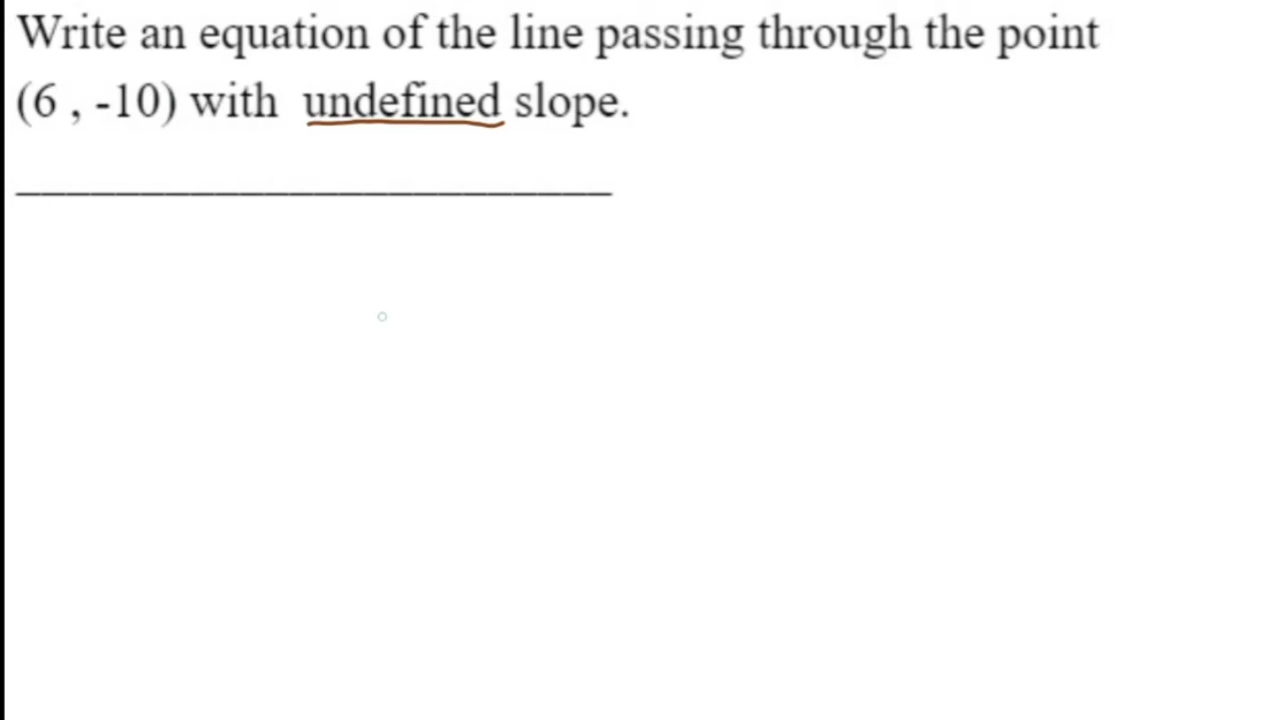 Write an equation of the line passing through the point
(6 , -10) with undefined slope.